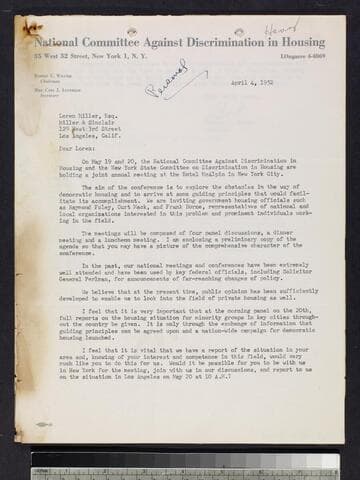 National Committee Against Discrimination in Housing
35 West 32 Street, New York 1, N. Y.
LOngacre 4-6069
Robert C. Weaver
Chairman
Personal
April 4, 1952
Loren Miller, Esq.
Miller & Sinclair
129 West 3rd Street
Los Angeles, Calif.
Dear Loren:
On May 19 and 20, the National Committee Against Discrimination in
Housing and the New York State Committee on Discrimination in Housing are
holding a joint annual meeting at the Hotel McAlpin in New York City.
The aim of the conference is to explore the obstacles in the way of
democratic housing and to arrive at some guiding principles that would facili-
tate its accomplishment. We are inviting government housing officials such
as Raymond Foley, Curt Mack, and Frank Horne, representatives of national and
local organizations interested in this problem and prominent individuals work-
ing in the field.
The meetings will be composed of four panel discussions, a dinner
meeting and a luncheon meeting. I am enclosing a preliminary copy of the
agenda so that you may have a picture of the comprehensive character of the
conference.
In the past, our national meetings and conferences have been extremely
well attended and have been used by key federal officials, including Solicitor
General Perlman, for announcements of far-reaching changes of policy.
We believe that at the present time, public opinion has been sufficiently
developed to enable us to look into the field of private housing as well.
I feel that it is very important that at the morning panel on the 20th,
full reports on the housing situation for minority groups in key cities through-
out the country be given. It is only through the exchange of information that
guiding principles can be agreed upon and a nation-wide campaign for democratic
housing launched.
I feel that it is vital that we have a report of the situation in your
area and, knowing of your interest and competence in this field, would very
much like you to do this for us. Would it be possible for you to be with us
in New York for the meeting, join with us in our discussions, and report to us
on the situation in Los Angeles on May 20 at 10 A.M.?